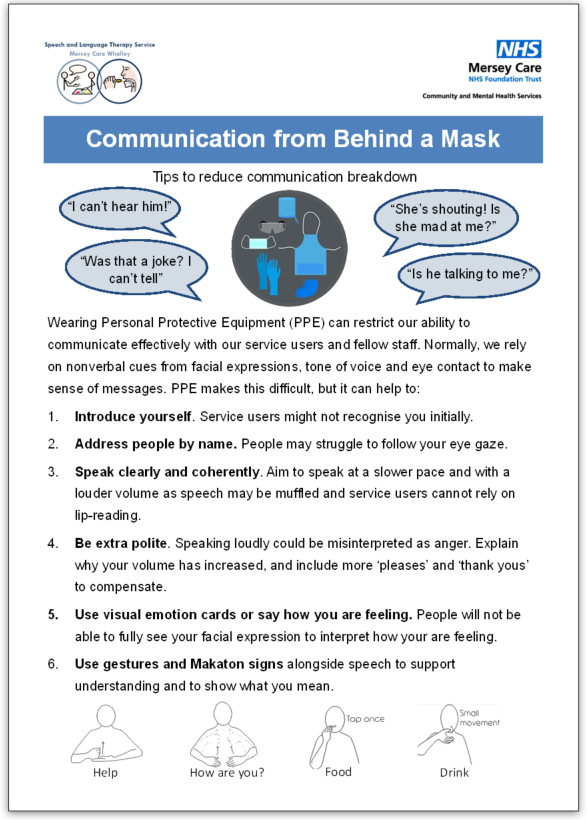 Speech and Language Therapy Service
Mersey Care Whalley
NHS
Mersey Care
NHS Foundation Trust
Community and Mental Health Services
Communication from Behind a Mask
Tips to reduce communication breakdown
“I can’t hear him!”
“She’s shouting! Is
she mad at me?”
“Was that a joke? I
can’t tell”
“Is he talking to me?”
Wearing Personal Protective Equipment (PPE) can restrict our ability to
communicate effectively with our service users and fellow staff. Normally, we rely
on nonverbal cues from facial expressions, tone of voice and eye contact to make
sense of messages. PPE makes this difficult, but it can help to:
1. Introduce yourself. Service users might not recognise you initially.
2. Address people by name. People may struggle to follow your eye gaze.
3. Speak clearly and coherently. Aim to speak at a slower pace and with a
louder volume as speech may be muffled and service users cannot rely on
lip-reading.
4. Be extra polite. Speaking loudly could be misinterpreted as anger. Explain
why your volume has increased, and include more ‘pleases’ and ‘thank yous’
to compensate.
5. Use visual emotion cards or say how you are feeling. People will not be
able to fully see your facial expression to interpret how your are feeling.
6. Use gestures and Makaton signs alongside speech to support
understanding and to show what you mean.
Tap once
Small
movement
Help
How are you?
Food
Drink